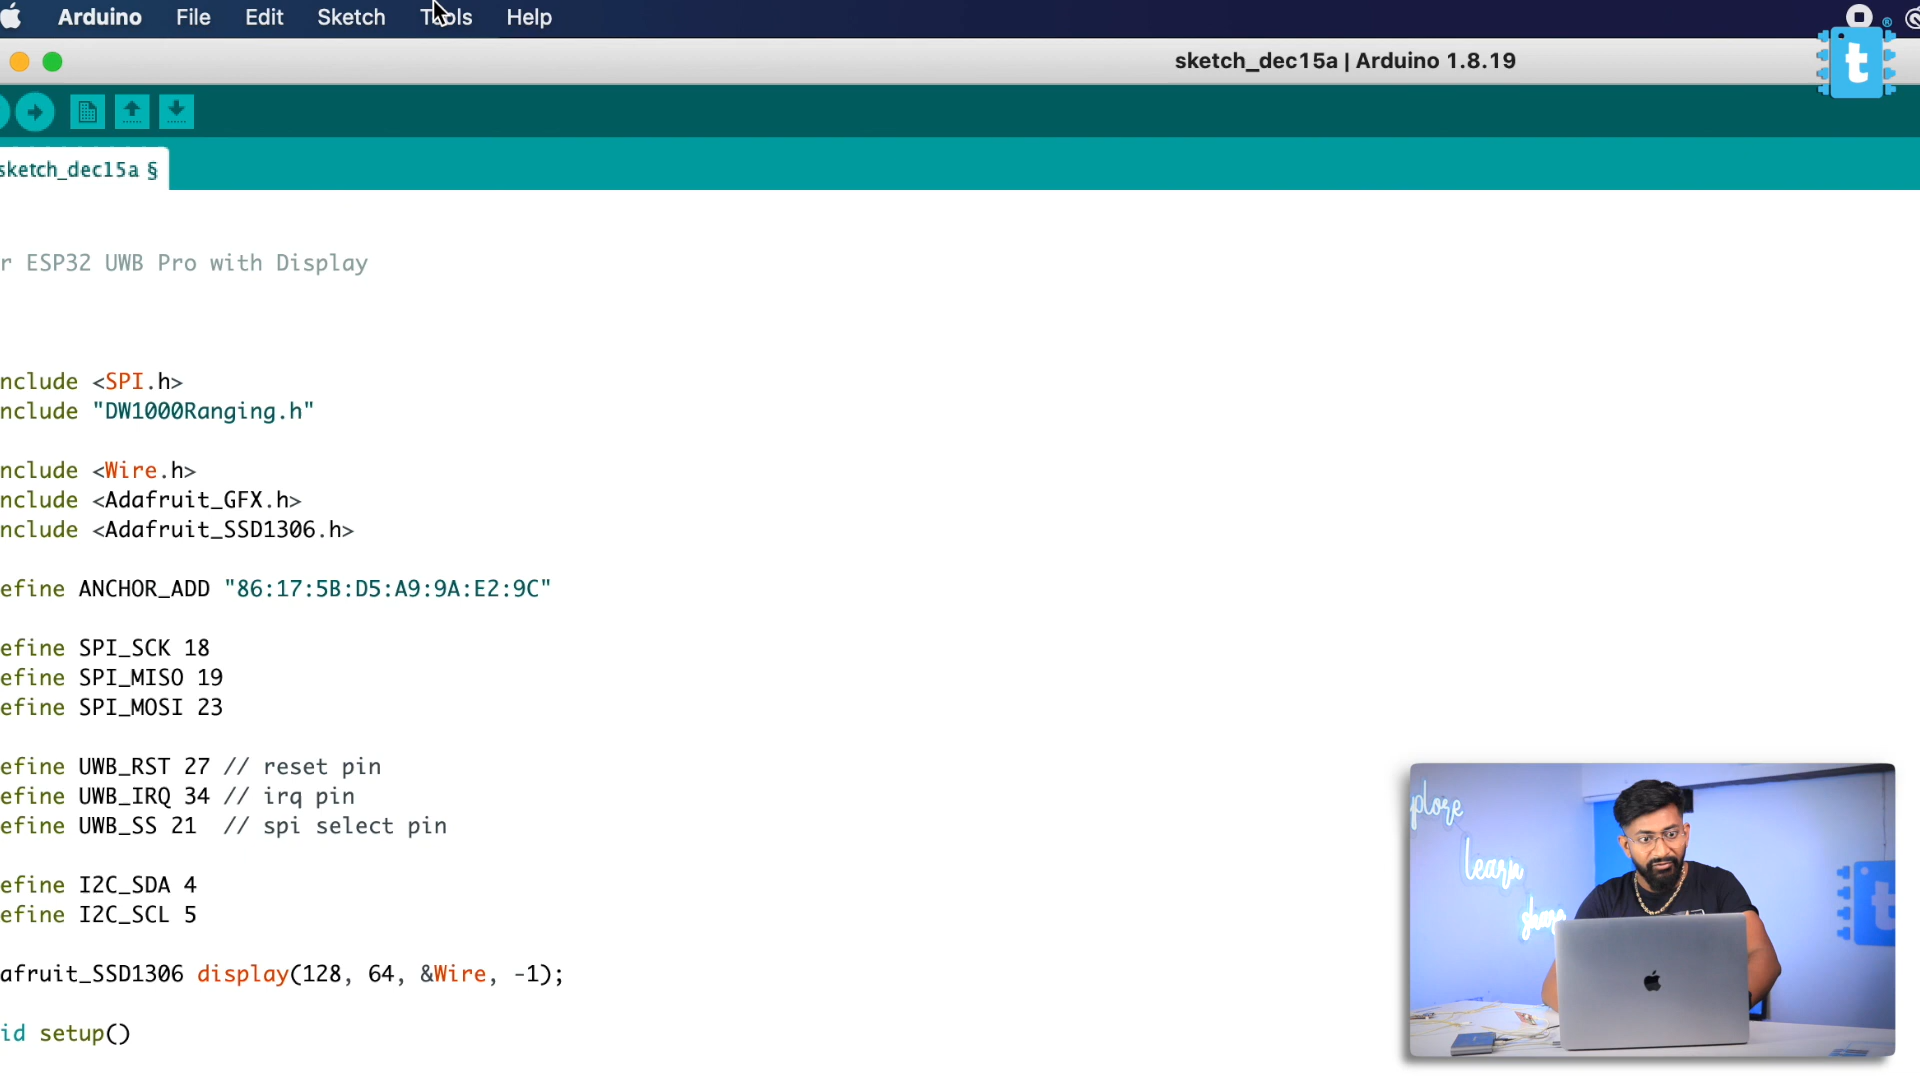 Arduino File Edit Sketch Tools Help
sketch_dec15a | Arduino 1.8.19
®
t
sketch_dec15a §
r ESP32 UWB Pro with Display
nclude <SPI.h>
nclude "DW1000Ranging.h"
nclude <Wire.h>
nclude <Adafruit_GFX.h>
nclude <Adafruit_SSD1306.h>
efine ANCHOR_ADD "86:17:5B:D5:A9:9A:E2:9C"
efine SPI_SCK 18
efine SPI_MISO 19
efine SPI_MOSI 23
efine UWB_RST 27 // reset pin
efine UWB_IRQ 34 // irq pin
efine UWB_SS 21 // spi select pin
efine I2C_SDA 4
efine I2C_SCL 5
afruit_SSD1306 display(128, 64, &Wire, -1);
id setup()
plore
learn
share
t